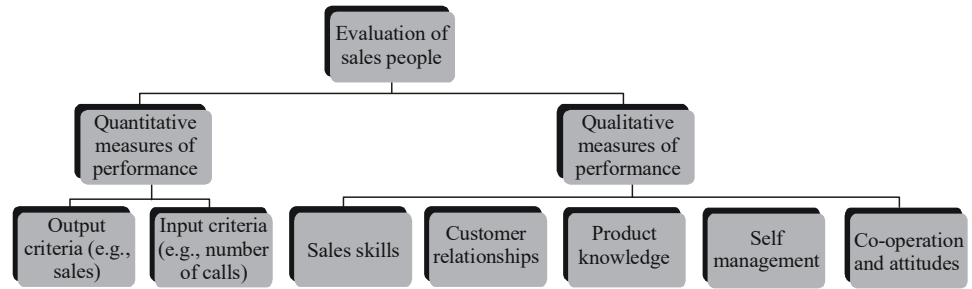 Evaluation of
sales people
Quantitative
measures of
performance
Qualitative
measures of
performance
Output
criteria (e.g.,
sales)
Input criteria
(e.g., number
of calls)
Sales skills
Customer
relationships
Product
knowledge
Self
management
Co-operation
and attitudes